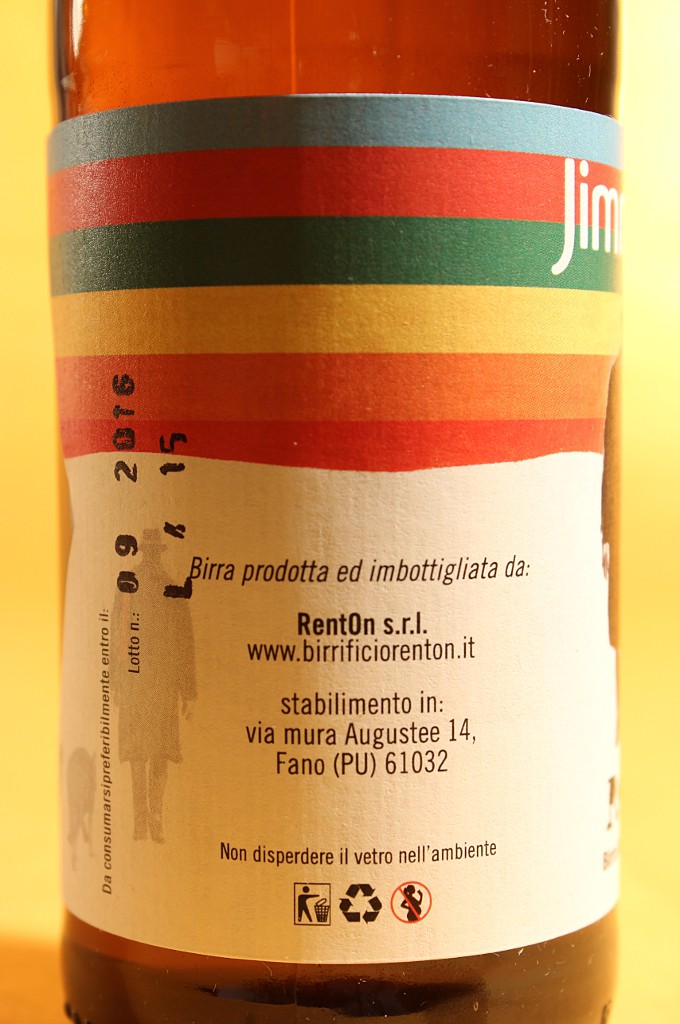 Jim
09 2016
L 15
Da consumarsi preferibilmente entro il:
Lotto n.:
Birra prodotta ed imbottigliata da:
RentOn s.r.l.
www.birrificiorenton.it
stabilimento in:
via mura Augustee 14,
Fano (PU) 61032
Non disperdere il vetro nell'ambiente